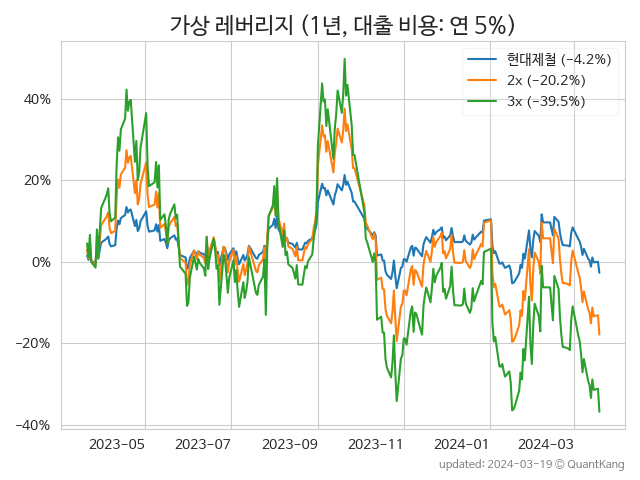 가상 레버리지 (1년, 대출 비용: 연 5%)
현대제철 (−4.2%)
2x (−20.2%)
3x (−39.5%)
40%
20%
0%
−20%
−40%
2023-05 2023-07 2023-09 2023-11 2024-01 2024-03
updated: 2024-03-19 © QuantKang